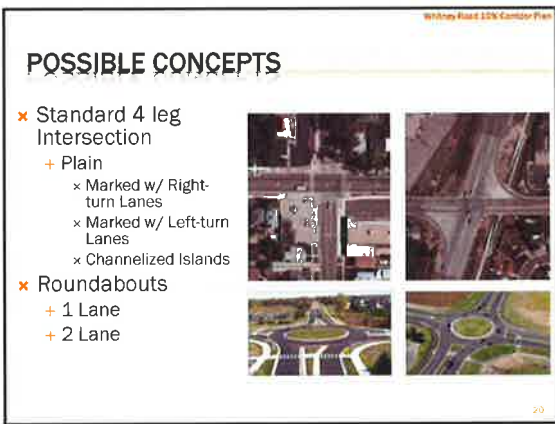 Whitney Road 10% Corridor Plan
POSSIBLE CONCEPTS
× Standard 4 leg
Intersection
+ Plain
× Marked w/ Right-
turn Lanes
× Marked w/ Left-turn
Lanes
× Channelized Islands
× Roundabouts
+ 1 Lane
+ 2 Lane
20